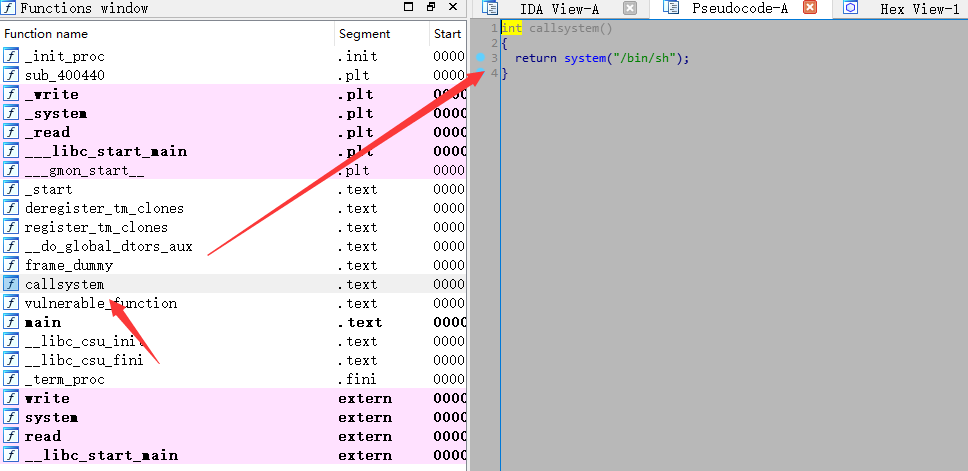 Functions window
Function name Segment Start
_init_proc .init 0000
sub_400440 .plt 0000
_write .plt 0000
_system .plt 0000
_read .plt 0000
___libc_start_main .plt 0000
___gmon_start__ .plt 0000
_start .text 0000
deregister_tm_clones .text 0000
register_tm_clones .text 0000
__do_global_dtors_aux .text 0000
frame_dummy .text 0000
callsystem .text 0000
vulnerable_function .text 0000
main .text 0000
__libc_csu_init .text 0000
__libc_csu_fini .text 0000
_term_proc .fini 0000
write extern 0000
system extern 0000
read extern 0000
__libc_start_main extern 0000
IDA View-A Pseudocode-A Hex View-1
1 int callsystem()
2 {
3 return system("/bin/sh");
4 }